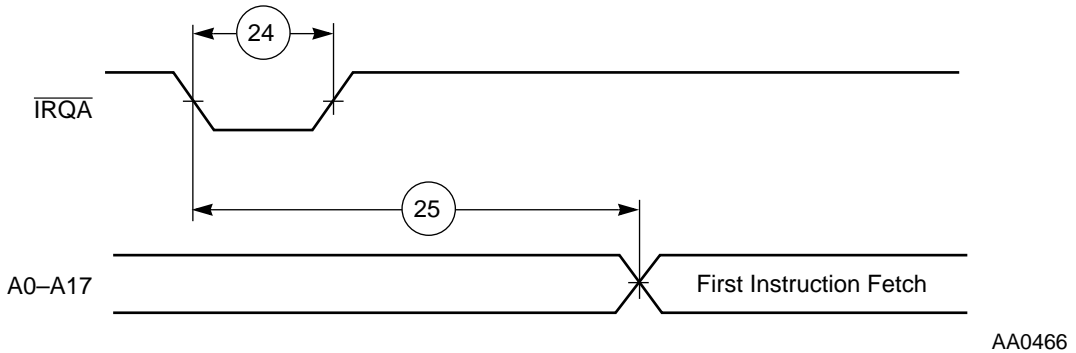 24
IRQA
25
A0–A17
First Instruction Fetch
AA0466